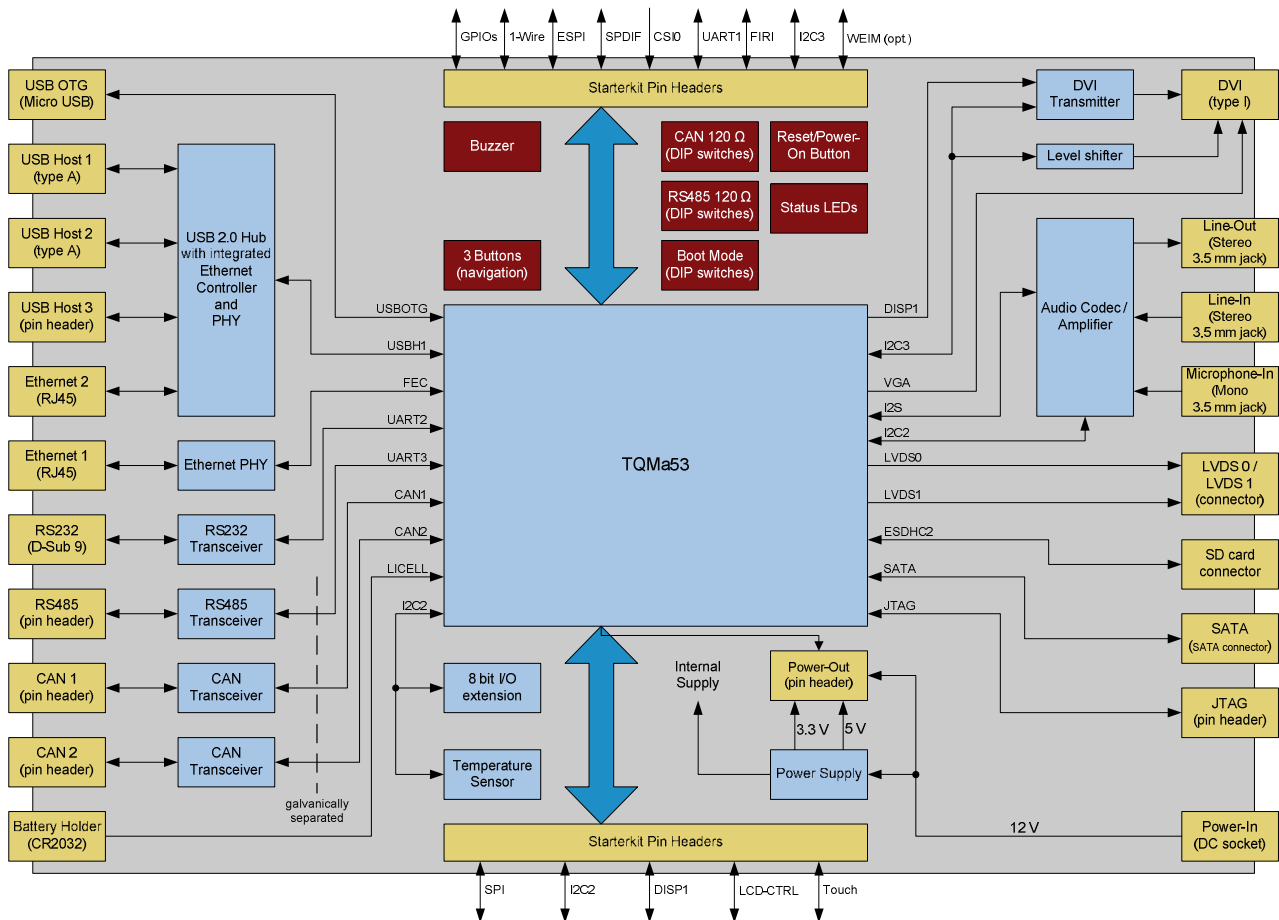 GPIOs
1-Wire
ESPI
SPDIF
CSI0
UART1
FIRI
I2C3
WEIM (opt.)
Starterkit Pin Headers
USB OTG
(Micro USB)
USB Host 1
(type A)
USB Host 2
(type A)
USB Host 3
(pin header)
Ethernet 2
(RJ45)
Ethernet 1
(RJ45)
RS232
(D-Sub 9)
RS485
(pin header)
CAN 1
(pin header)
CAN 2
(pin header)
Battery Holder
(CR2032)
USB 2.0 Hub
with integrated
Ethernet
Controller
and
PHY
Ethernet PHY
RS232
Transceiver
RS485
Transceiver
CAN
Transceiver
CAN
Transceiver
galvanically
separated
Buzzer
3 Buttons
(navigation)
CAN 120 Ω
(DIP switches)
RS485 120 Ω
(DIP switches)
Boot Mode
(DIP switches)
Reset/Power-
On Button
Status LEDs
USBOTG
USBH1
FEC
UART2
UART3
CAN1
CAN2
LICELL
I2C2
TQMa53
DISP1
I2C3
VGA
I2S
I2C2
LVDS0
LVDS1
ESDHC2
SATA
JTAG
8 bit I/O
extension
Temperature
Sensor
Internal
Supply
Power-Out
(pin header)
3.3 V
5 V
Power Supply
12 V
DVI
Transmitter
Level shifter
Audio Codec /
Amplifier
DVI
(type I)
Line-Out
(Stereo
3.5 mm jack)
Line-In
(Stereo
3.5 mm jack)
Microphone-In
(Mono
3.5 mm jack)
LVDS 0 /
LVDS 1
(connector)
SD card
connector
SATA
(SATA connector)
JTAG
(pin header)
Power-In
(DC socket)
Starterkit Pin Headers
SPI
I2C2
DISP1
LCD-CTRL
Touch